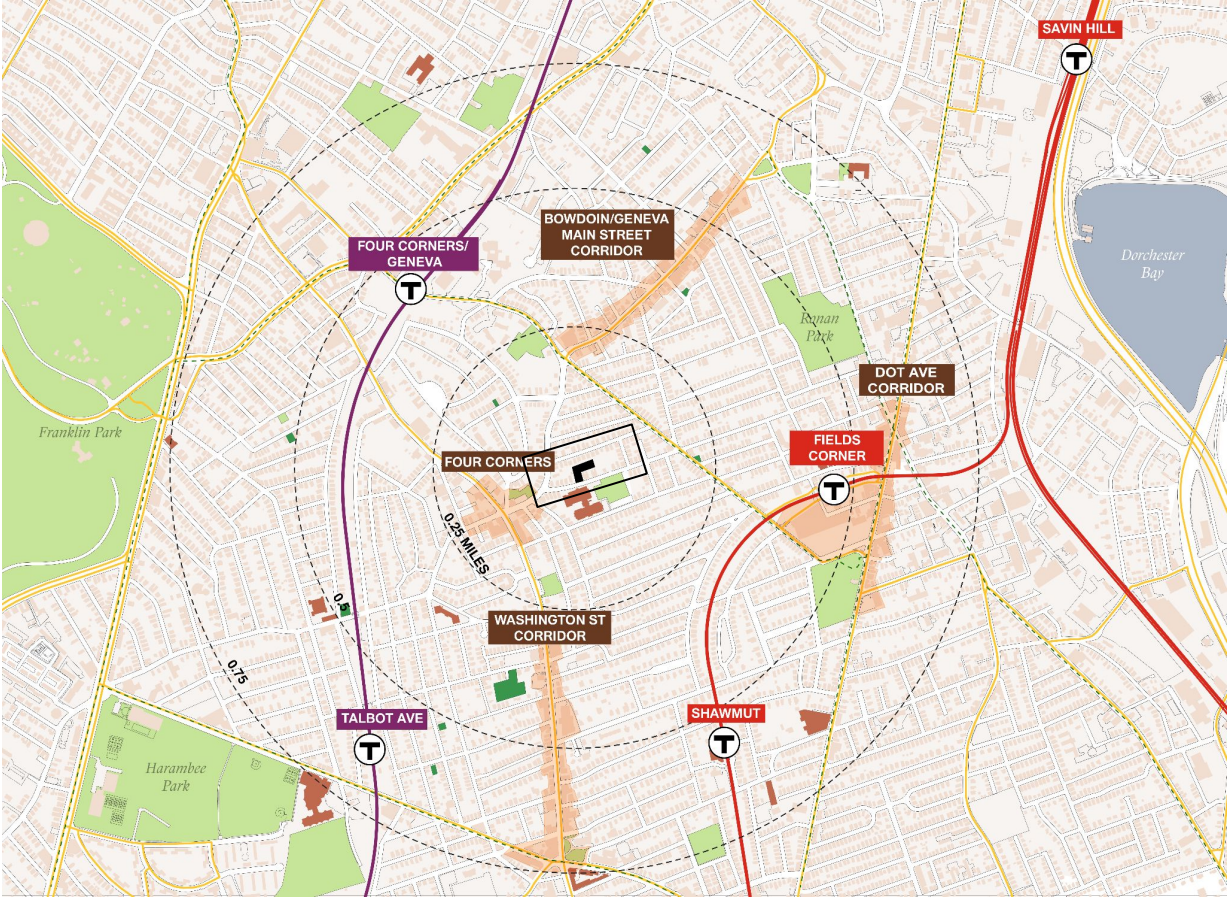 SAVIN HILL
T
BOWDOIN/GENEVA
MAIN STREET
CORRIDOR
FOUR CORNERS/
GENEVA
T
Dorchester
Bay
Ronan
Park
DOT AVE
CORRIDOR
Franklin Park
FIELDS
CORNER
T
FOUR CORNERS
0.25 MILES
0.5
WASHINGTON ST
CORRIDOR
0.75
TALBOT AVE
T
SHAWMUT
T
Harambee
Park